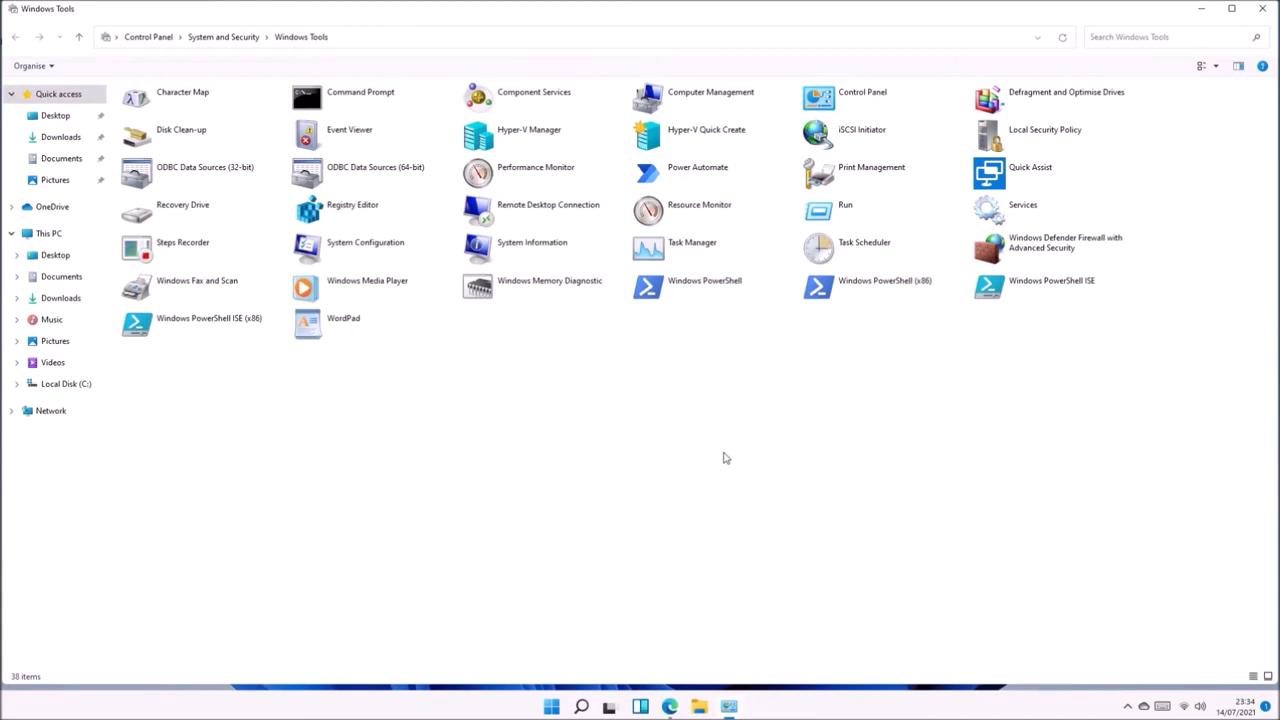 Windows Tools
Control Panel > System and Security > Windows Tools
Search Windows Tools
Organise
Quick access
Desktop
Downloads
Documents
Pictures
OneDrive
This PC
Desktop
Documents
Downloads
Music
Pictures
Videos
Local Disk (C:)
Network
Character Map
Command Prompt
Component Services
Computer Management
Control Panel
Defragment and Optimise Drives
Disk Clean-up
Event Viewer
Hyper-V Manager
Hyper-V Quick Create
iSCSI Initiator
Local Security Policy
ODBC Data Sources (32-bit)
ODBC Data Sources (64-bit)
Performance Monitor
Power Automate
Print Management
Quick Assist
Recovery Drive
Registry Editor
Remote Desktop Connection
Resource Monitor
Run
Services
Steps Recorder
System Configuration
System Information
Task Manager
Task Scheduler
Windows Defender Firewall with
Advanced Security
Windows Fax and Scan
Windows Media Player
Windows Memory Diagnostic
Windows PowerShell
Windows PowerShell (x86)
Windows PowerShell ISE
Windows PowerShell ISE (x86)
WordPad
38 items
23:34
14/07/2021